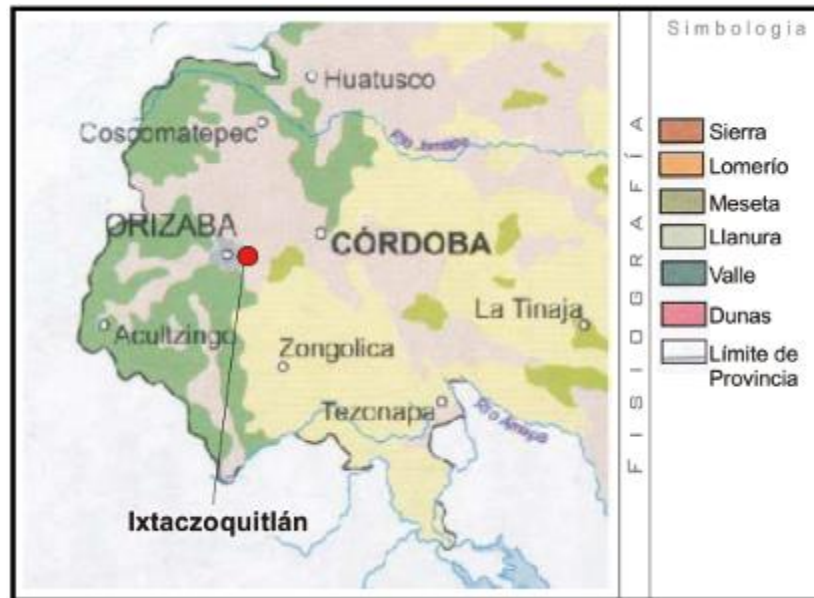 Simbologia
Huatusco
Coscomatepec
Río Jamapa
ORIZABA
CÓRDOBA
La Tinaja
Acultzingo
Zongolica
Tezonapa
Río Amapa
Ixtaczoquitlán
FISIOGRAFÍA
Sierra
Lomerío
Meseta
Llanura
Valle
Dunas
Límite de
Provincia